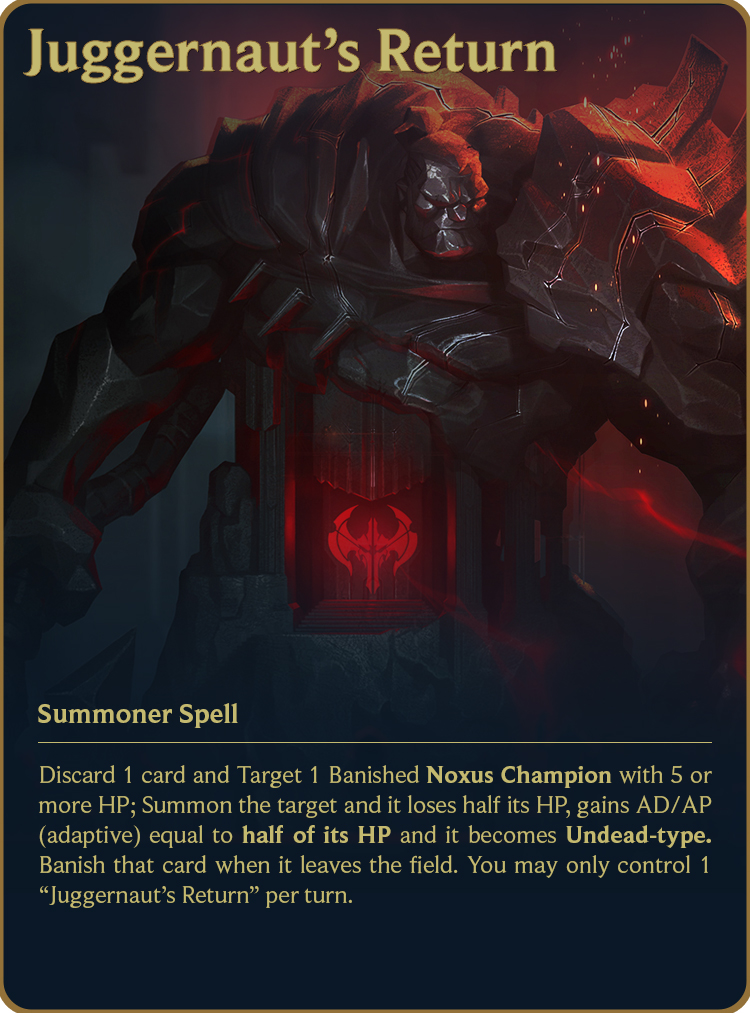 Juggernaut's Return
Summoner Spell
Discard 1 card and Target 1 Banished Noxus Champion with 5 or
more HP; Summon the target and it loses half its HP, gains AD/AP
(adaptive) equal to half of its HP and it becomes Undead-type.
Banish that card when it leaves the field. You may only control 1
“Juggernaut’s Return” per turn.